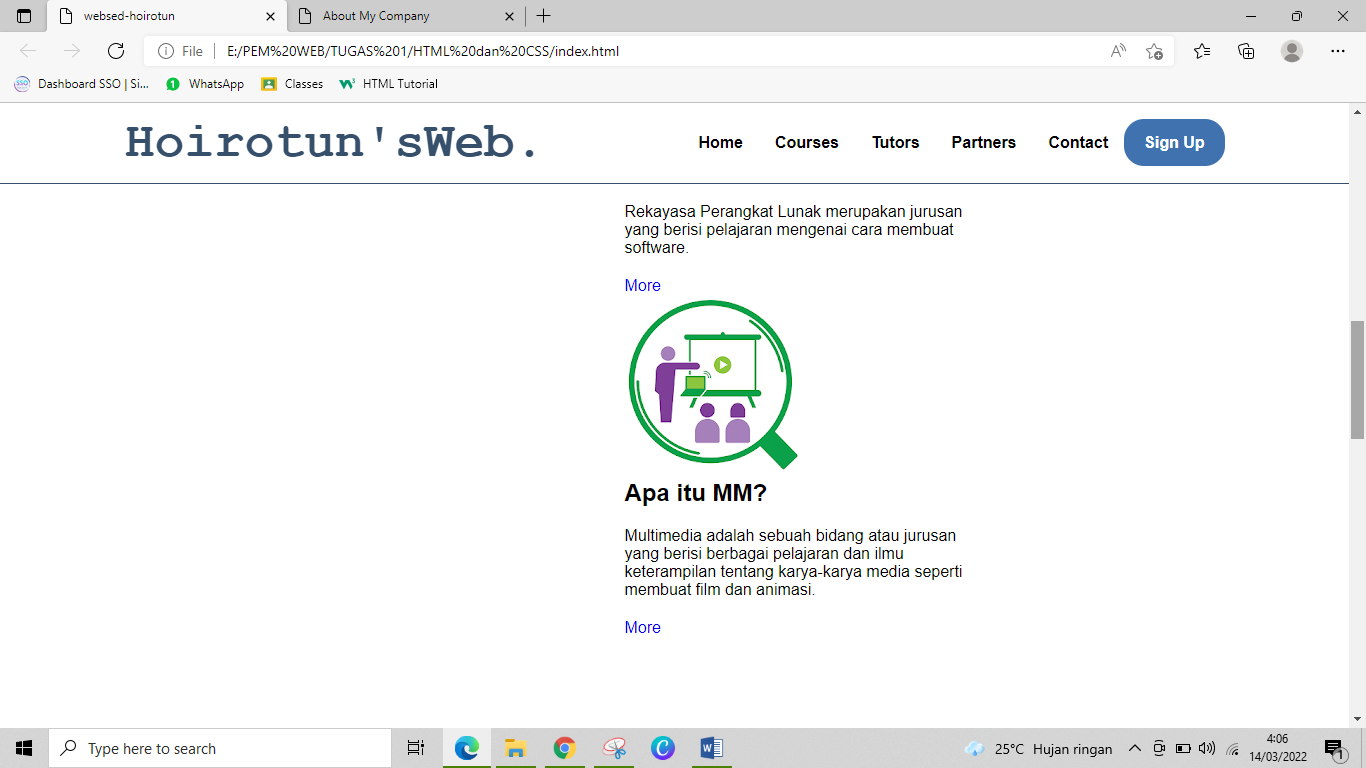 websed-hoirotun
About My Company
File
E:/PEM%20WEB/TUGAS%201/HTML%20dan%20CSS/index.html
Dashboard SSO | Si...
1
WhatsApp
Classes
HTML Tutorial
Hoirotun'sWeb.
Home
Courses
Tutors
Partners
Contact
Sign Up
Rekayasa Perangkat Lunak merupakan jurusan
yang berisi pelajaran mengenai cara membuat
software.
More
Apa itu MM?
Multimedia adalah sebuah bidang atau jurusan
yang berisi berbagai pelajaran dan ilmu
keterampilan tentang karya-karya media seperti
membuat film dan animasi.
More
Type here to search
25°C Hujan ringan
4:06
14/03/2022
1